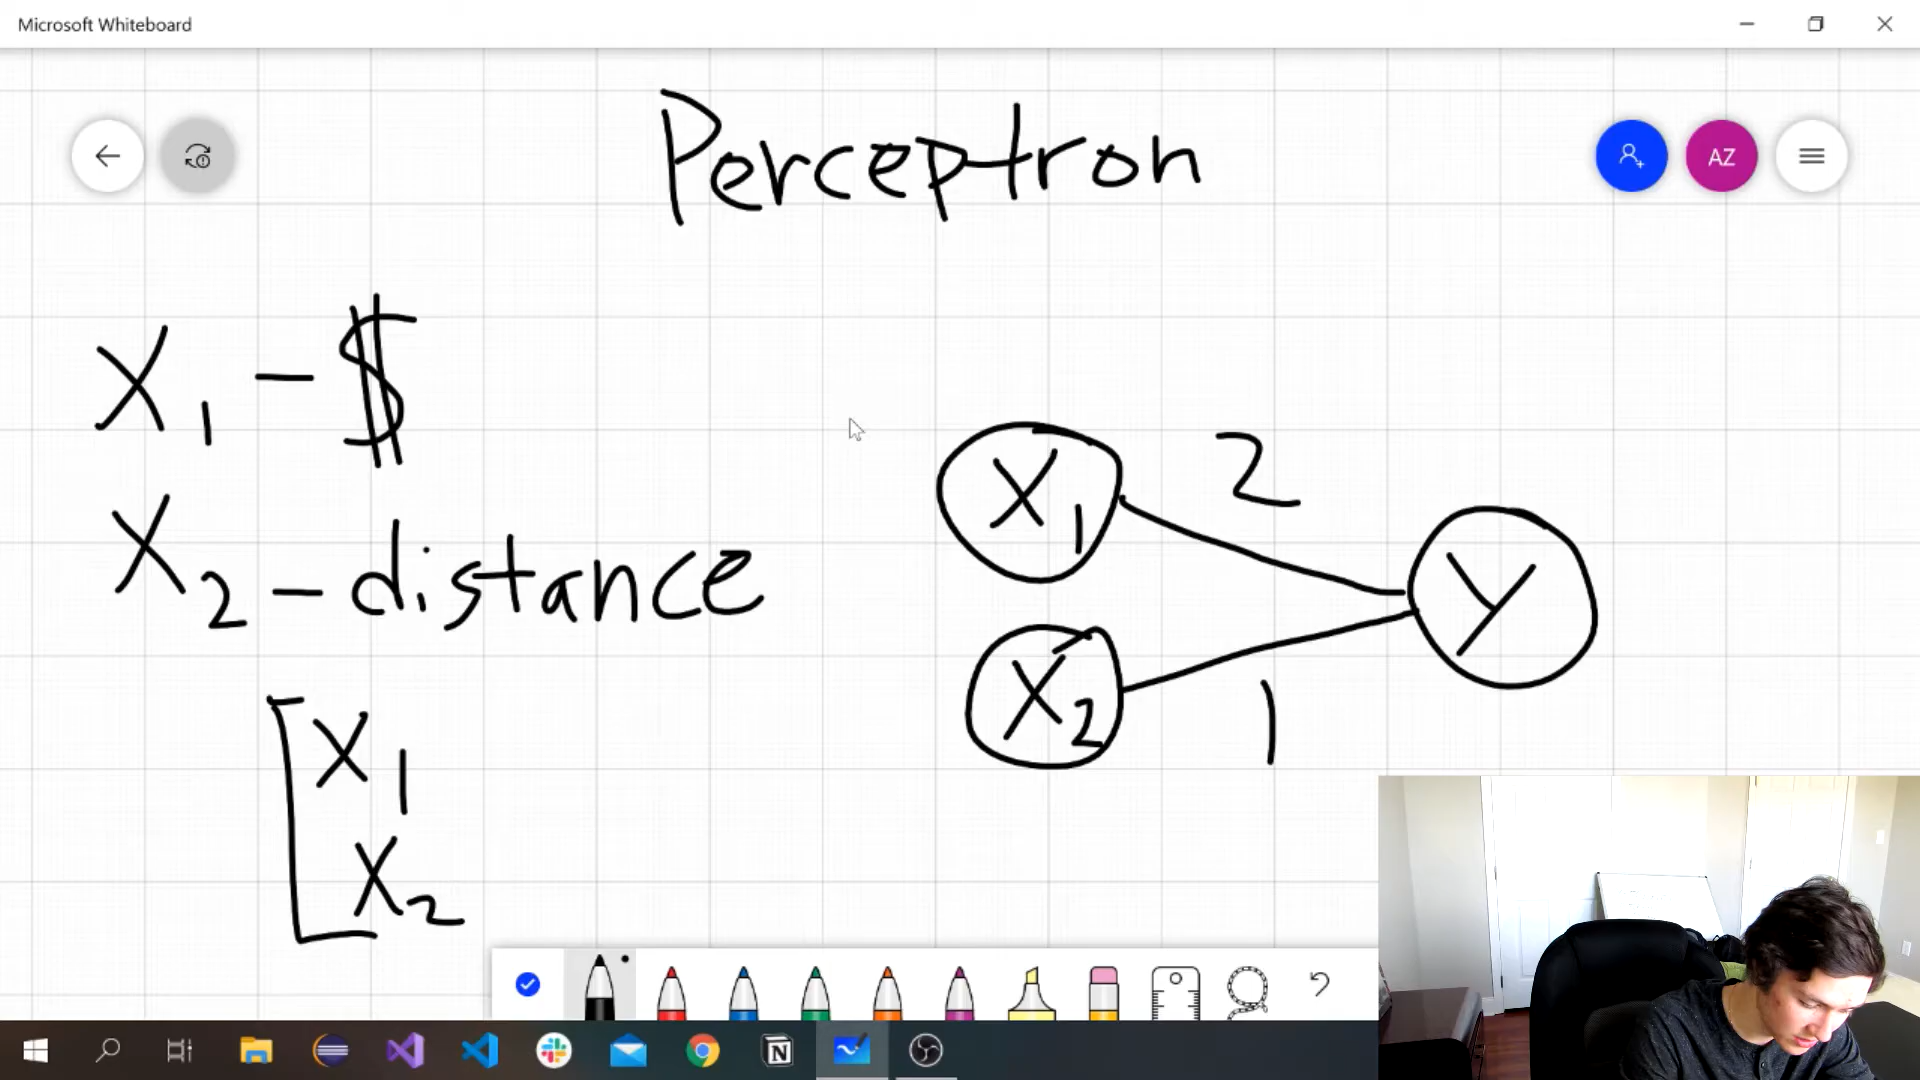 Microsoft Whiteboard
Perceptron
AZ
X1 - $
X2 - distance
X1
X2
X1
2
X2
1
Y